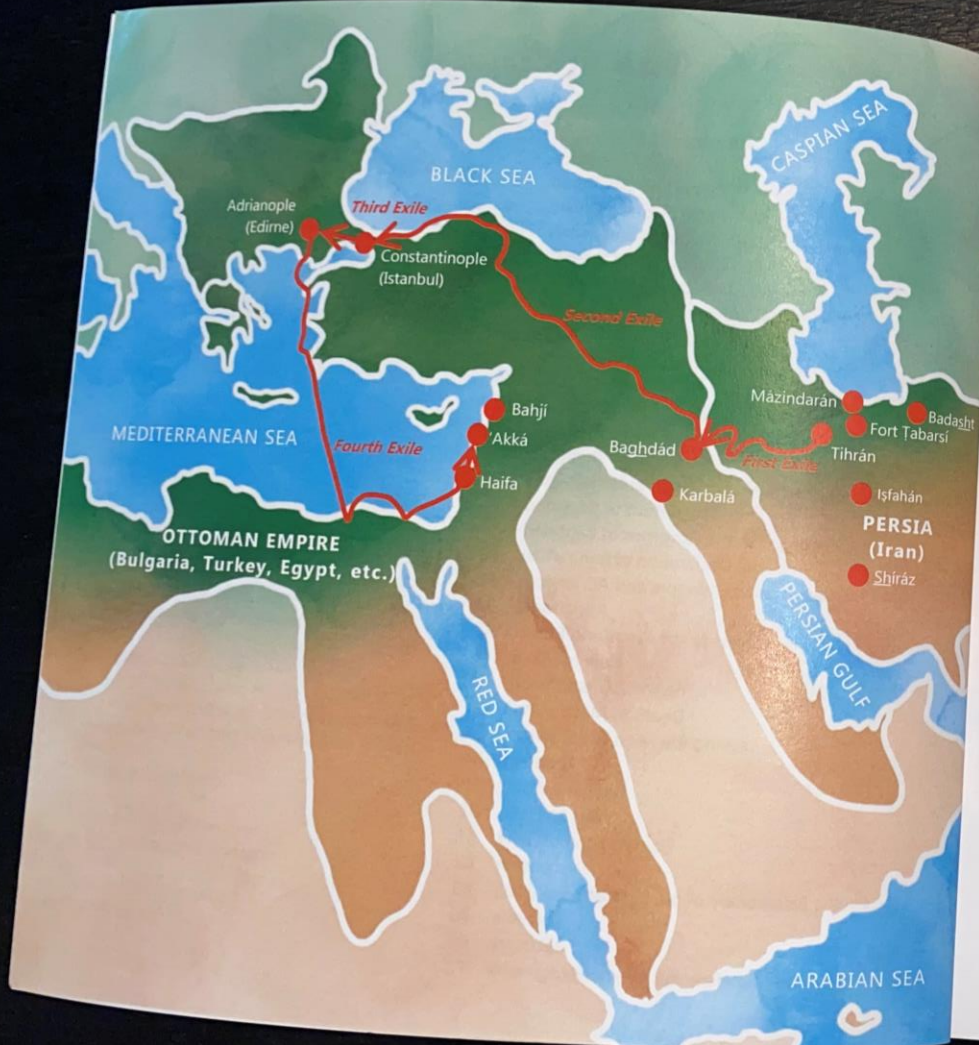 CASPIAN SEA
BLACK SEA
Adrianople
(Edirne)
Third Exile
Constantinople
(Istanbul)
Second Exile
Mázindarán
Badasht
Fort Ṭabarsí
Tihrán
First Exile
Baghdád
Bahjí
'Akká
Haifa
MEDITERRANEAN SEA
Fourth Exile
Karbalá
Iṣfahán
PERSIA
(Iran)
Shíráz
OTTOMAN EMPIRE
(Bulgaria, Turkey, Egypt, etc.)
PERSIAN GULF
RED SEA
ARABIAN SEA